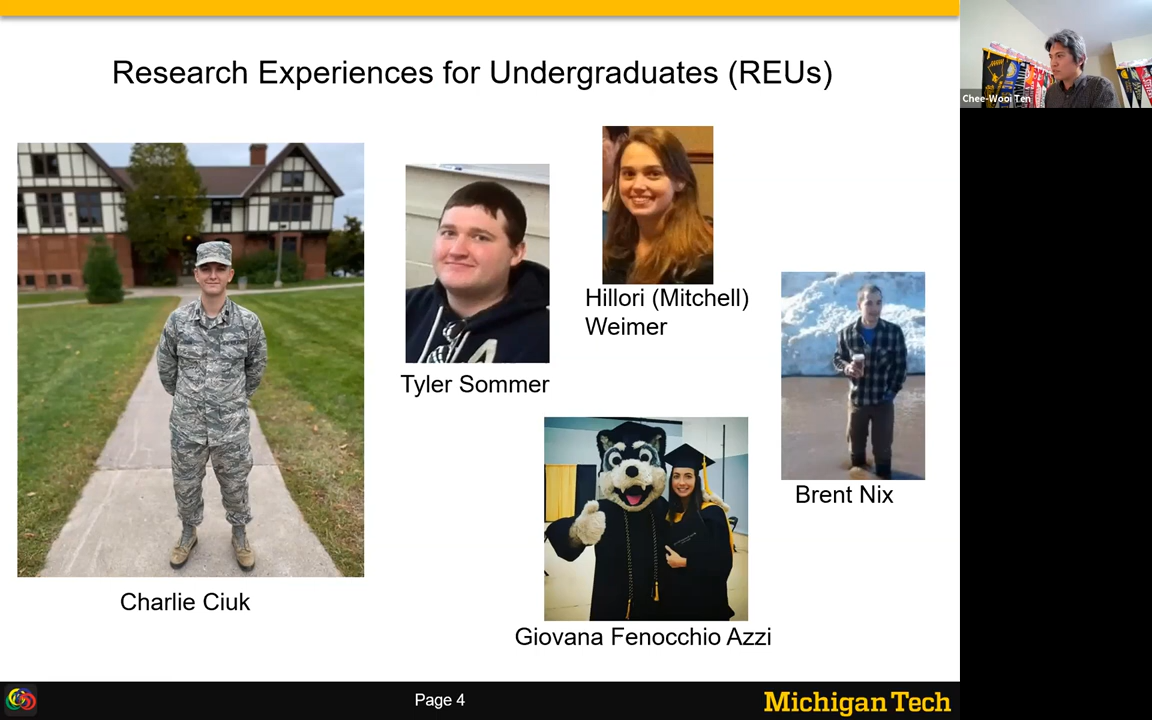 Research Experiences for Undergraduates (REUs)
Chee-Wooi Ten
Hillori (Mitchell)
Weimer
Tyler Sommer
Brent Nix
Charlie Ciuk
Giovana Fenocchio Azzi
Page 4
Michigan Tech